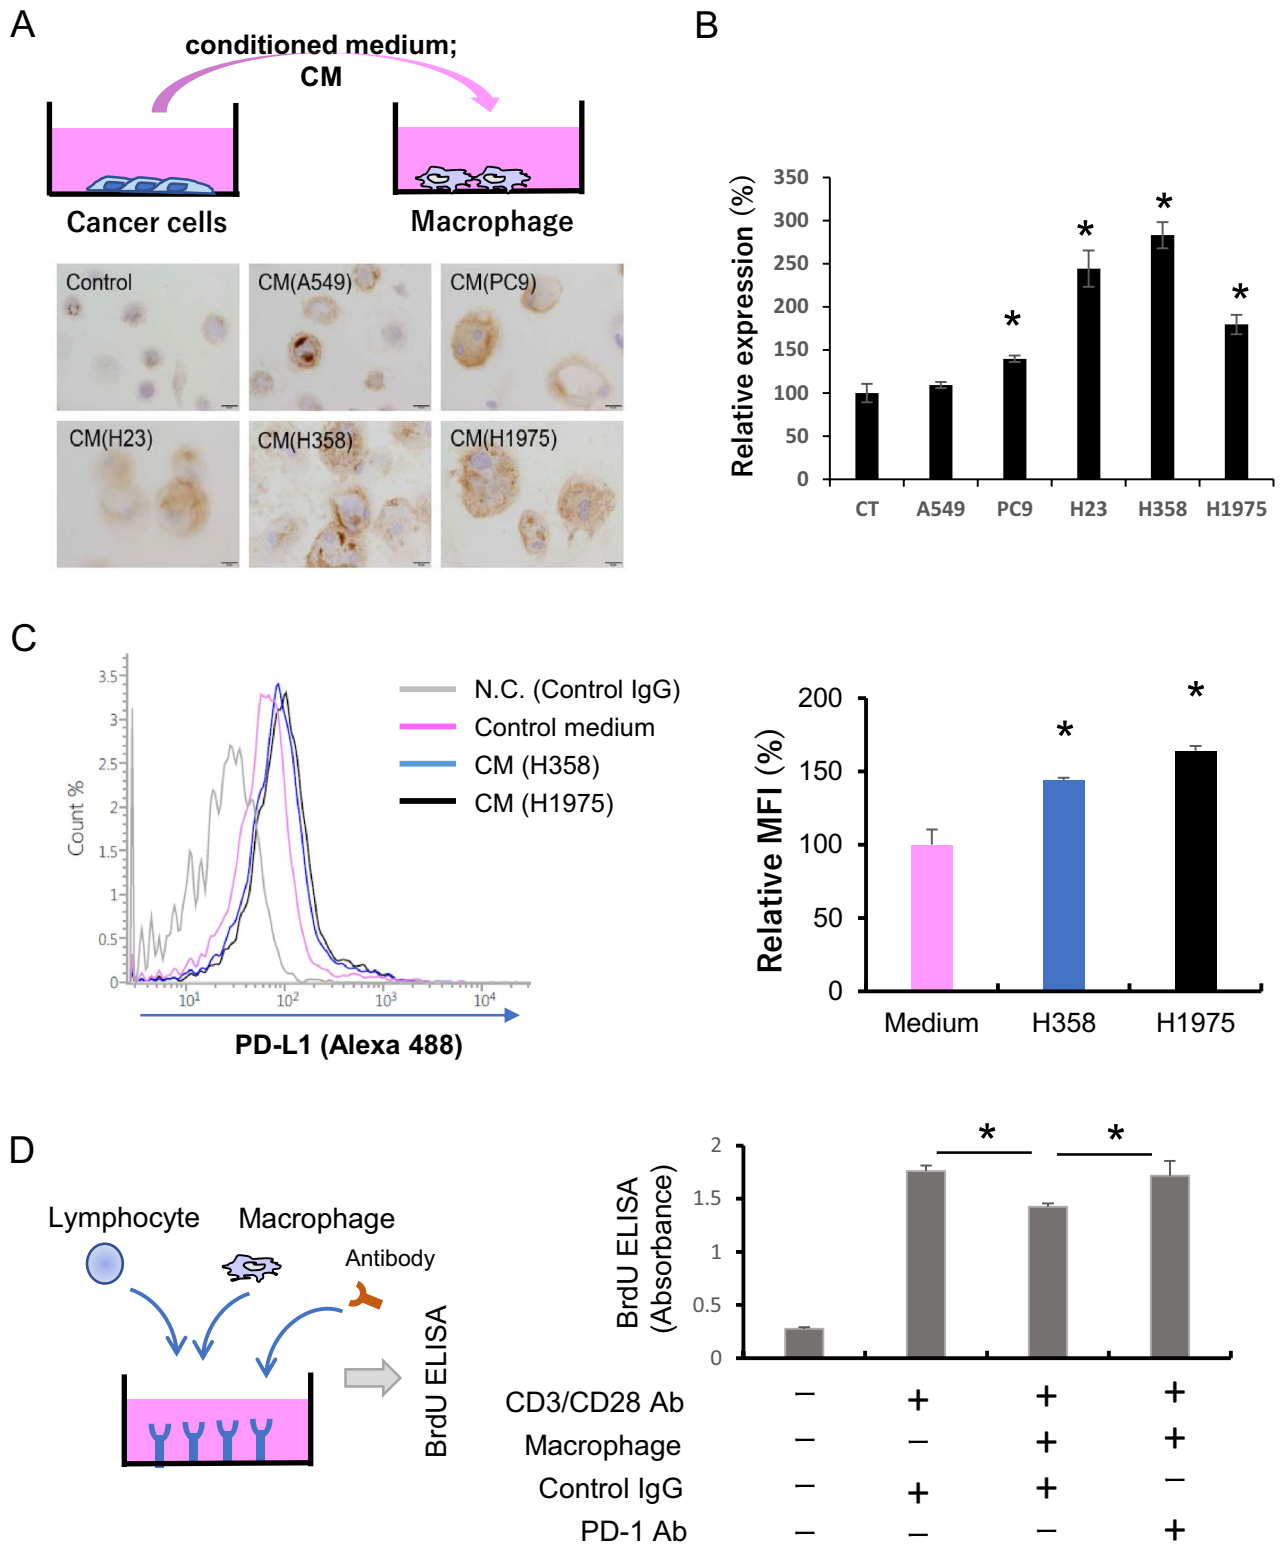 A
conditioned medium;
CM
Cancer cells
Macrophage
Control
CM(A549)
CM(PC9)
CM(H23)
CM(H358)
CM(H1975)
B
Relative expression (%)
350
300
250
200
150
100
50
0
* * * *
CT A549 PC9 H23 H358 H1975
C
Count %
3.5
3
2.5
2
1.5
1
0.5
0
10¹ 10² 10³ 10⁴
PD-L1 (Alexa 488)
N.C. (Control IgG)
Control medium
CM (H358)
CM (H1975)
Relative MFI (%)
200
150
100
50
0
* *
Medium H358 H1975
D
Lymphocyte
Macrophage
Antibody
BrdU ELISA
BrdU ELISA
(Absorbance)
2
1.5
1
0.5
0
* *
CD3/CD28 Ab − + + +
Macrophage − − + +
Control IgG − + + −
PD-1 Ab − − − +